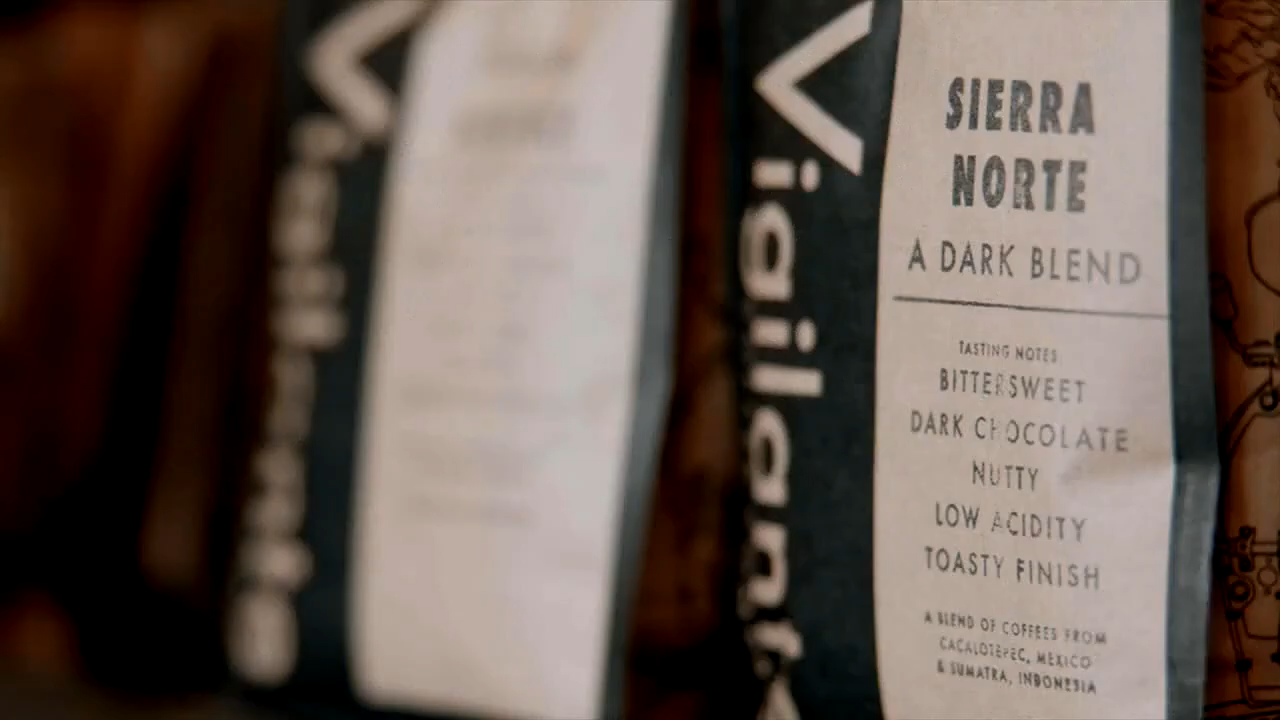 Vigilante
Vigilante
SIERRA
NORTE
A DARK BLEND
TASTING NOTES
BITTERSWEET
DARK CHOCOLATE
NUTTY
LOW ACIDITY
TOASTY FINISH
A BLEND OF COFFEES FROM
CACALOTEPEC, MEXICO
& SUMATRA, INDONESIA